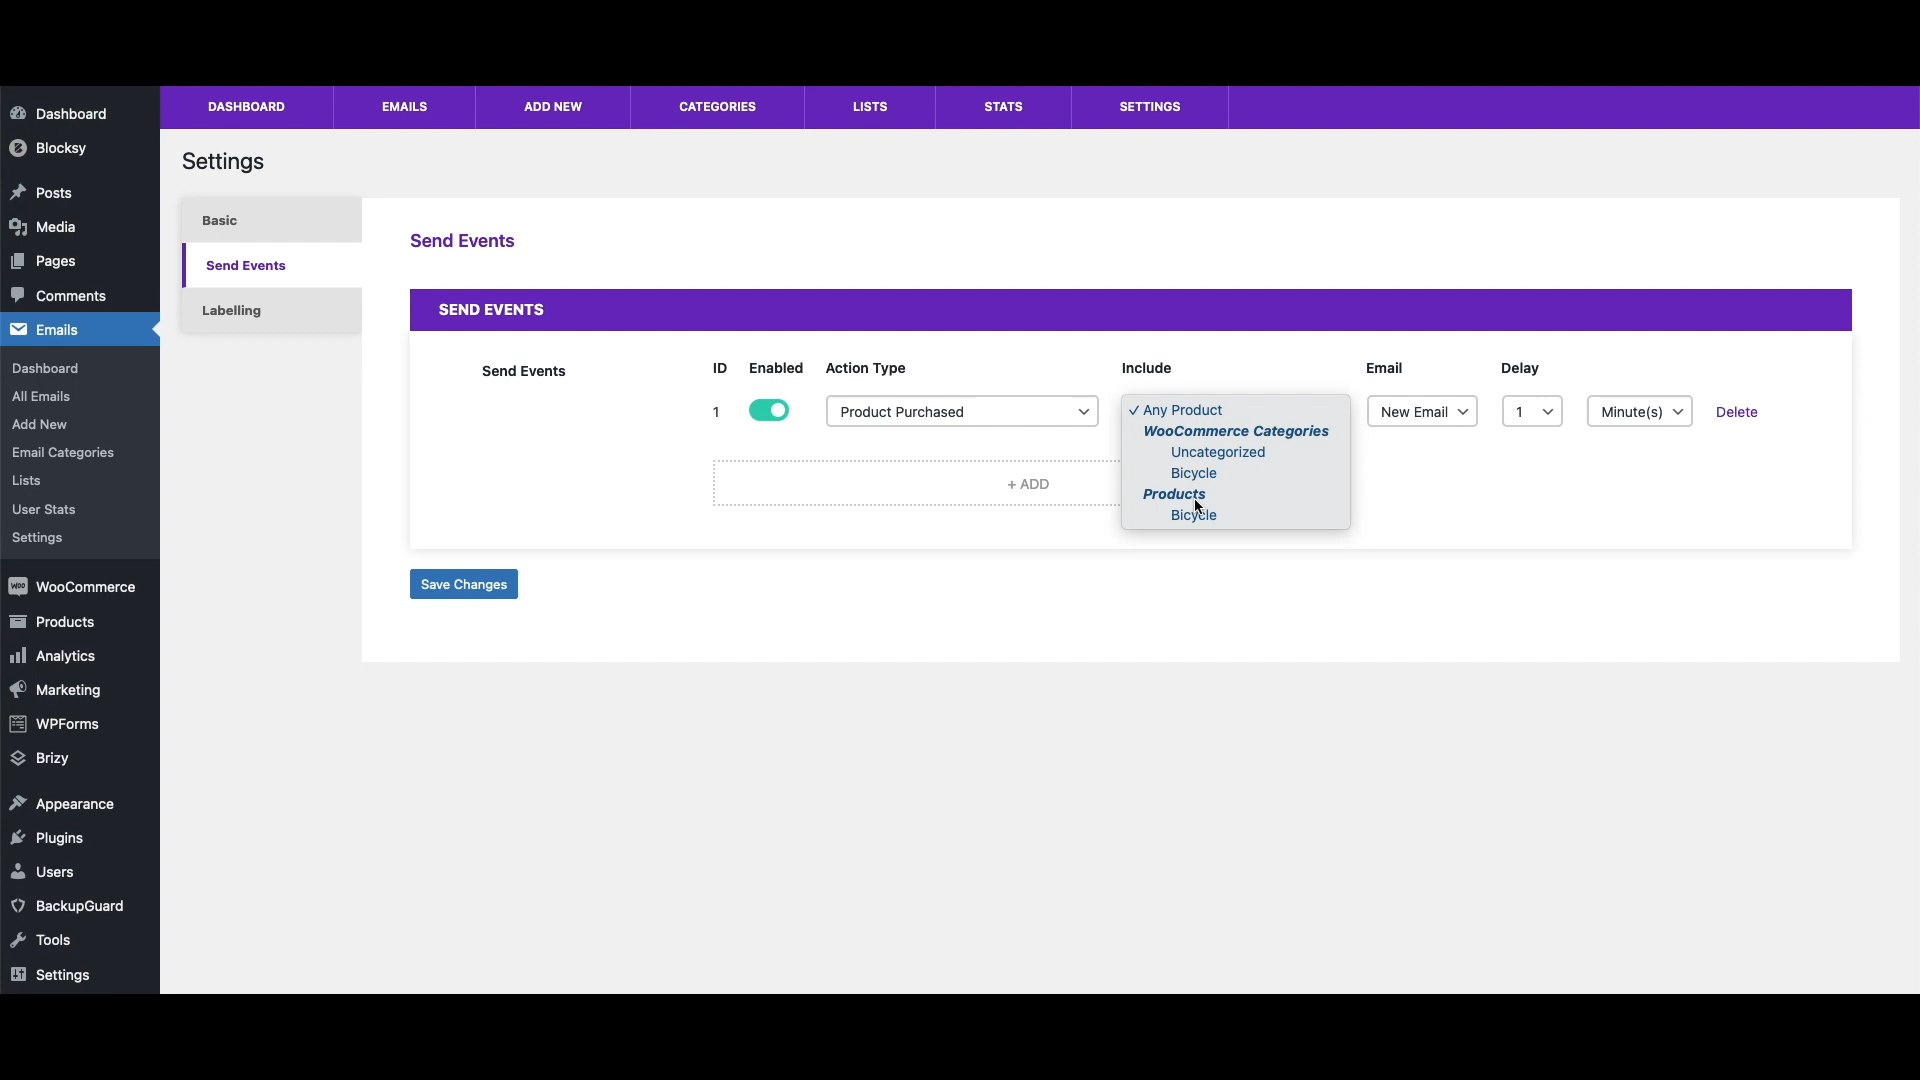 DASHBOARD EMAILS ADD NEW CATEGORIES LISTS STATS SETTINGS
Dashboard
Blocksy
Posts
Media
Pages
Comments
Emails
Dashboard
All Emails
Add New
Email Categories
Lists
User Stats
Settings
WooCommerce
Products
Analytics
Marketing
WPForms
Brizy
Appearance
Plugins
Users
BackupGuard
Tools
Settings
Settings
Basic
Send Events
Labelling
Send Events
SEND EVENTS
Send Events
ID Enabled Action Type Include Email Delay
1 Product Purchased ✓ Any Product New Email 1 Minute(s) Delete
WooCommerce Categories
Uncategorized
Bicycle
Products
Bicycle
+ ADD
Save Changes